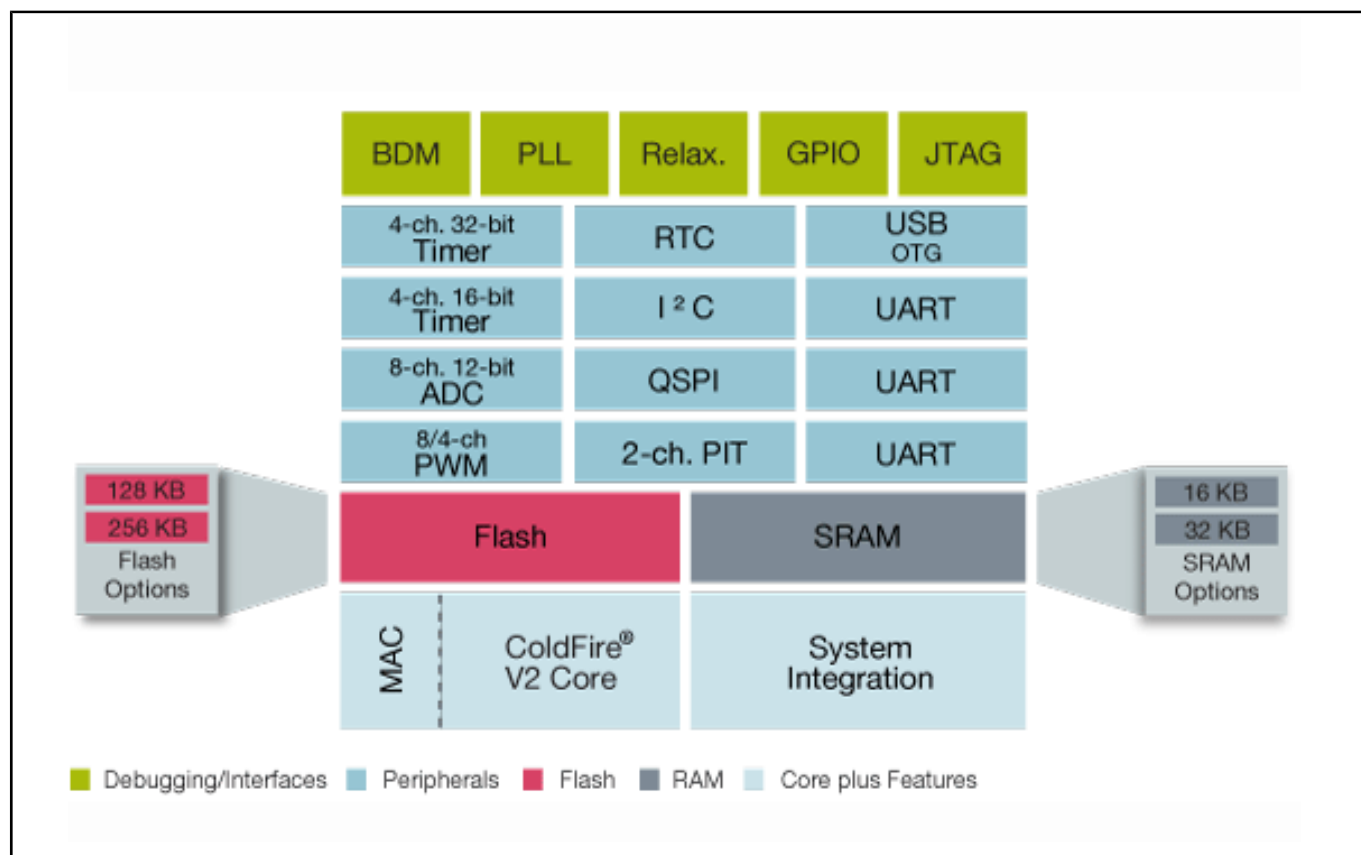 BDM PLL Relax. GPIO JTAG
4-ch. 32-bit
Timer
RTC
USB
OTG
4-ch. 16-bit
Timer
I ² C
UART
8-ch. 12-bit
ADC
QSPI
UART
8/4-ch
PWM
2-ch. PIT
UART
128 KB
256 KB
Flash
Options
Flash
SRAM
16 KB
32 KB
SRAM
Options
MAC
ColdFire®
V2 Core
System
Integration
Debugging/Interfaces Peripherals Flash RAM Core plus Features